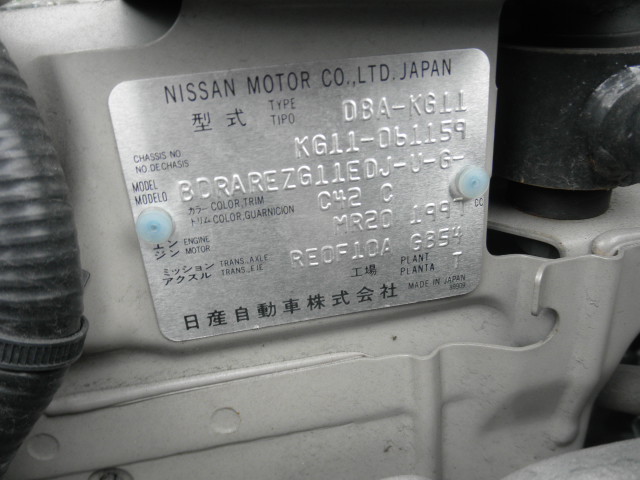 NISSAN MOTOR CO.,LTD. JAPAN
型式 TYPE TIPO DBA-KG11
CHASSIS NO NO. DE CHASIS KG11-061159
MODEL MODELO BDRAREZG11EDJ-U-G-
カラー トリム COLOR, TRIM COLOR, GUARNICION C42 C
エンジン ENGINE MOTOR MR20 1997 CC
ミッション アクスル TRANS., AXLE TRANS., EJE RE0F10A GB54
工場 PLANT PLANTA T
日産自動車株式会社 MADE IN JAPAN